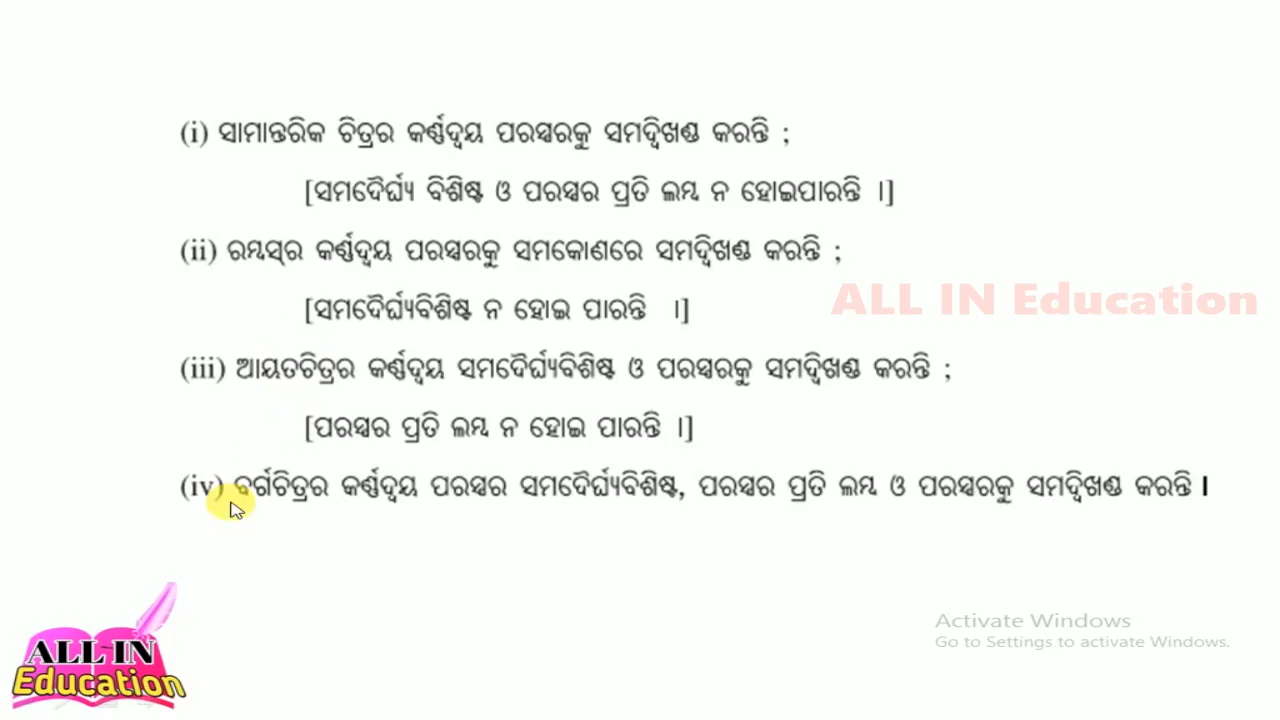 (i) ସାମାନ୍ତରିକ ଚିତ୍ରର କର୍ଣ୍ଣଦ୍ୱୟ ପରସ୍ପରକୁ ସମଦ୍ୱିଖଣ୍ଡ କରନ୍ତି ;
[ସମଦୈର୍ଘ୍ୟ ବିଶିଷ୍ଟ ଓ ପରସ୍ପର ପ୍ରତି ଲମ୍ବ ନ ହୋଇପାରନ୍ତି ।]
(ii) ରମ୍ବସ୍‌ର କର୍ଣ୍ଣଦ୍ୱୟ ପରସ୍ପରକୁ ସମକୋଣରେ ସମଦ୍ୱିଖଣ୍ଡ କରନ୍ତି ;
[ସମଦୈର୍ଘ୍ୟବିଶିଷ୍ଟ ନ ହୋଇ ପାରନ୍ତି ।]
ALL IN Education
(iii) ଆୟତଚିତ୍ରର କର୍ଣ୍ଣଦ୍ୱୟ ସମଦୈର୍ଘ୍ୟବିଶିଷ୍ଟ ଓ ପରସ୍ପରକୁ ସମଦ୍ୱିଖଣ୍ଡ କରନ୍ତି ;
[ପରସ୍ପର ପ୍ରତି ଲମ୍ବ ନ ହୋଇ ପାରନ୍ତି ।]
(iv) ବର୍ଗଚିତ୍ରର କର୍ଣ୍ଣଦ୍ୱୟ ପରସ୍ପର ସମଦୈର୍ଘ୍ୟବିଶିଷ୍ଟ, ପରସ୍ପର ପ୍ରତି ଲମ୍ବ ଓ ପରସ୍ପରକୁ ସମଦ୍ୱିଖଣ୍ଡ କରନ୍ତି ।
Activate Windows
Go to Settings to activate Windows.
ALL IN
Education